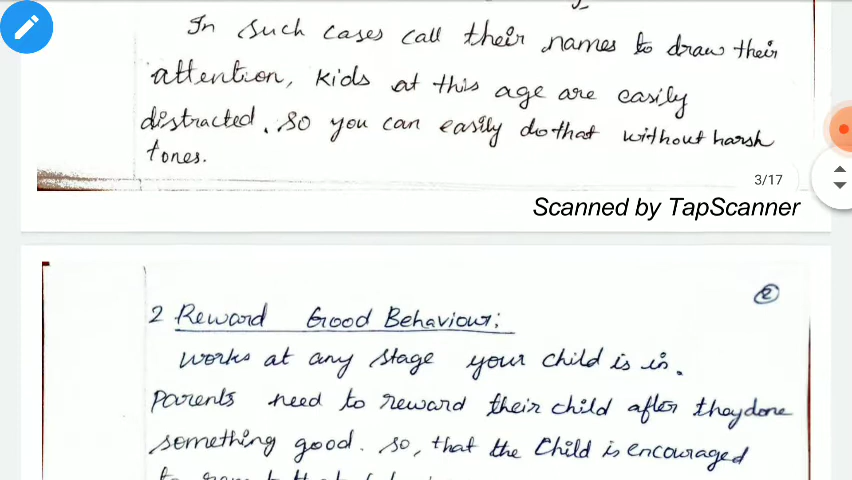 In such cases call their names to draw their
attention, kids at this age are easily
distracted. so you can easily do that without harsh
tones.
3/17
Scanned by TapScanner
2
2 Reward Good Behaviour;
works at any stage your child is in.
parents need to reward their child after they done
something good. so, that the child is encouraged